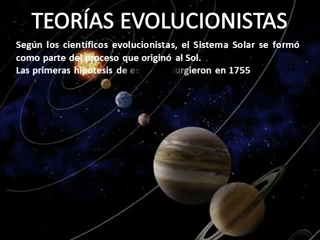 TEORÍAS EVOLUCIONISTAS
Según los científicos evolucionistas, el Sistema Solar se formó
como parte del proceso que originó al Sol.
Las primeras hipótesis de surgieron en 1755